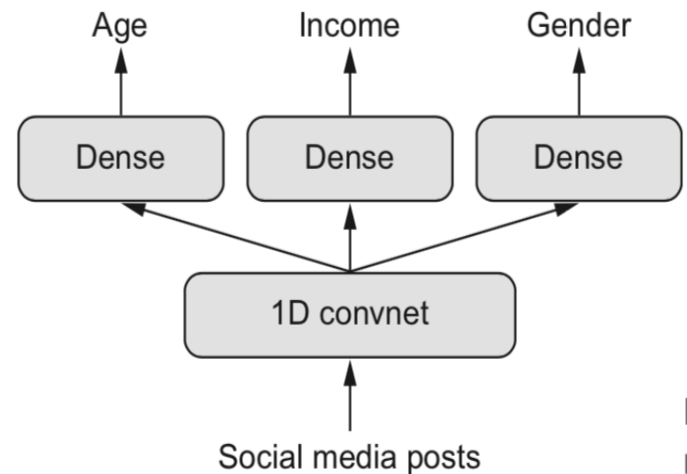 Age Income Gender
Dense Dense Dense
1D convnet
Social media posts